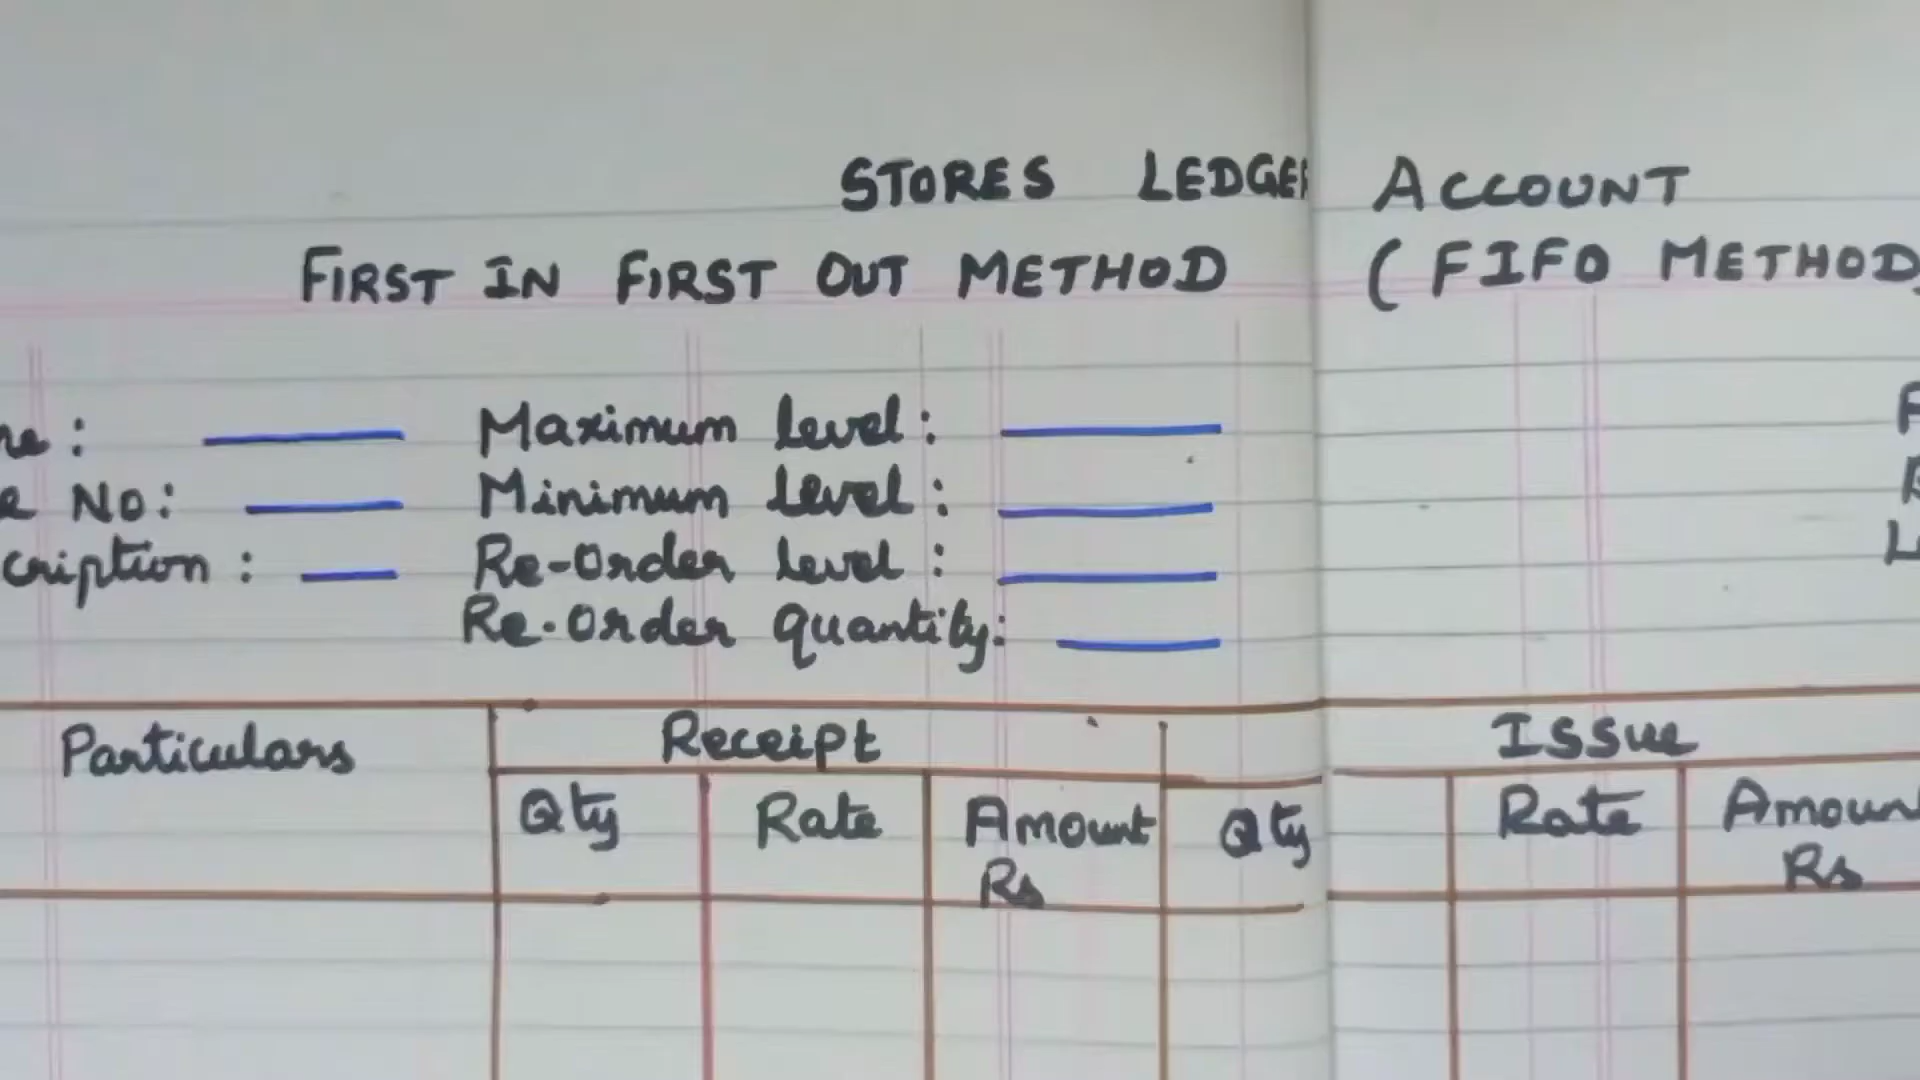 STORES LEDGER ACCOUNT
FIRST IN FIRST OUT METHOD (FIFO METHOD)
: Maximum level:
No: Minimum level:
Re-Order level:
Re-Order quantity:
Particulars Receipt Issue
Qty Rate Amount Qty Rate Amount
Rs Rs